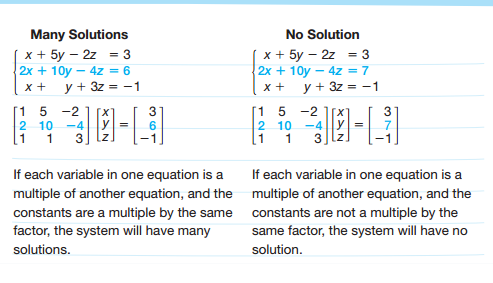 Many Solutions
x + 5y – 2z = 3
2x + 10y – 4z = 6
x + y + 3z = –1
[1 5 –2] [x] [3]
[2 10 –4] [y] = [6]
[1 1 3] [z] [–1]
If each variable in one equation is a
multiple of another equation, and the
constants are a multiple by the same
factor, the system will have many
solutions.
No Solution
x + 5y – 2z = 3
2x + 10y – 4z = 7
x + y + 3z = –1
[1 5 –2] [x] [3]
[2 10 –4] [y] = [7]
[1 1 3] [z] [–1]
If each variable in one equation is a
multiple of another equation, and the
constants are not a multiple by the
same factor, the system will have no
solution.